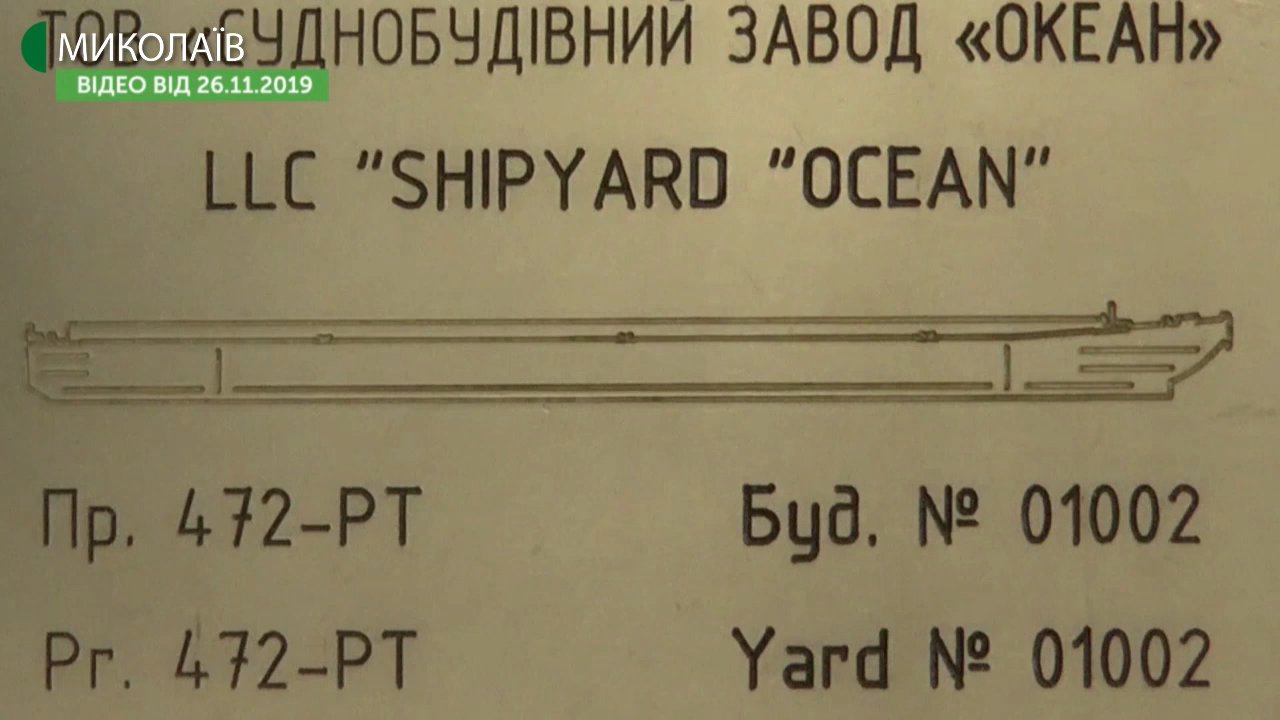 ТОВ «СУДНОБУДІВНИЙ ЗАВОД «ОКЕАН»
МИКОЛАЇВ
ВІДЕО ВІД 26.11.2019
LLC "SHIPYARD "OCEAN"
Пр. 472-РТ
Буд. № 01002
Pr. 472-PT
Yard № 01002